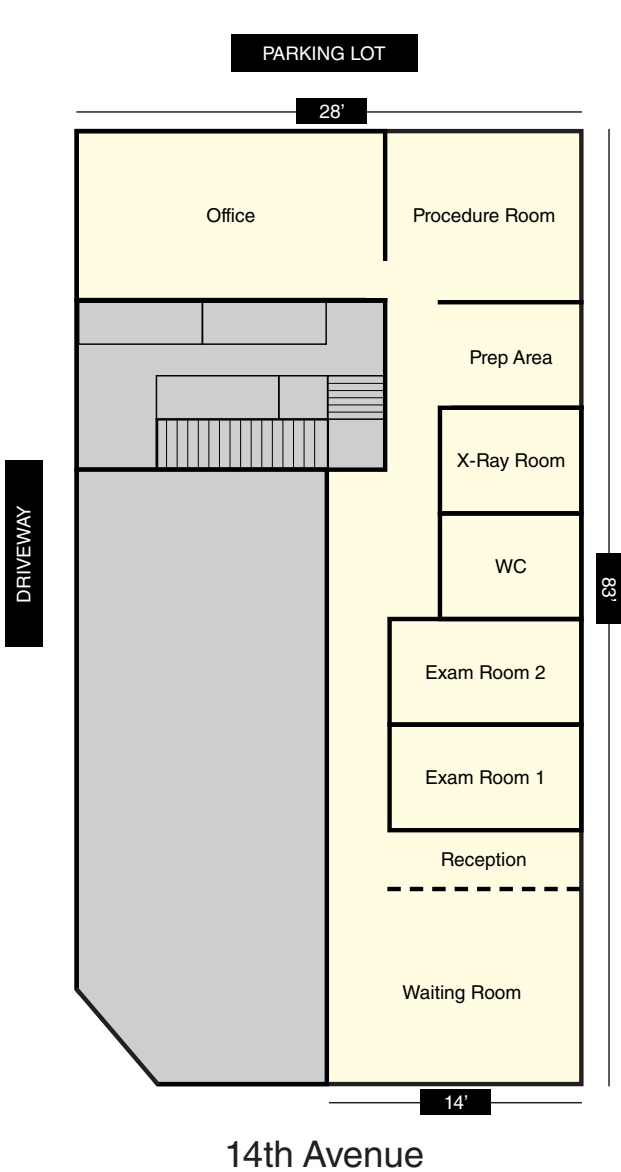 PARKING LOT
28’
Office
Procedure Room
Prep Area
X-Ray Room
DRIVEWAY
WC
83’
Exam Room 2
Exam Room 1
Reception
Waiting Room
14’
14th Avenue